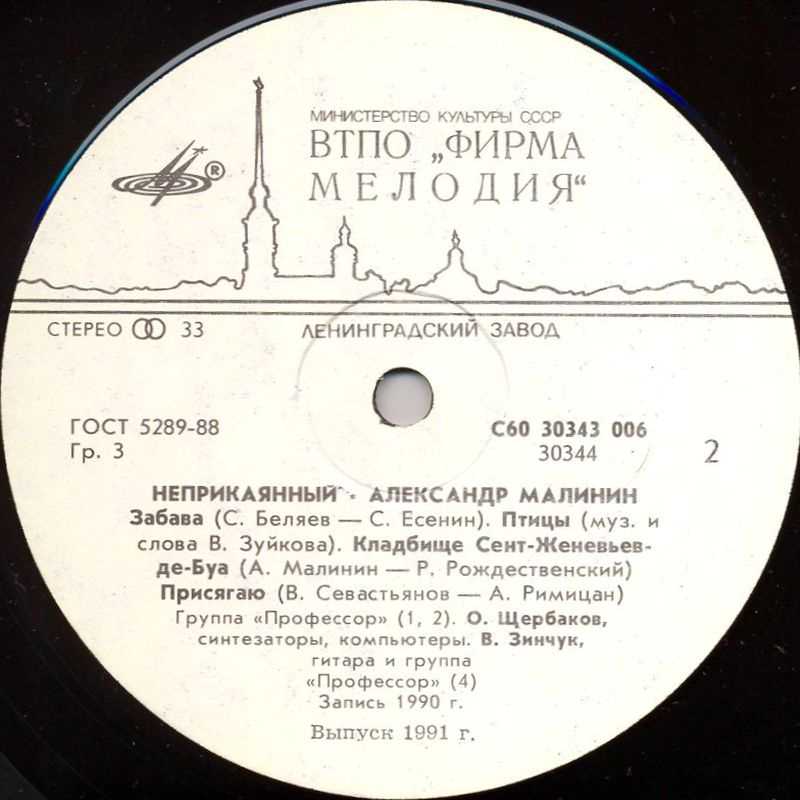 МИНИСТЕРСТВО КУЛЬТУРЫ СССР
ВТПО „ФИРМА
МЕЛОДИЯ“
®
СТЕРЕО 33
ЛЕНИНГРАДСКИЙ ЗАВОД
ГОСТ 5289-88
Гр. 3
С60 30343 006
30344
2
НЕПРИКАЯННЫЙ · АЛЕКСАНДР МАЛИНИН
Забава (С. Беляев — С. Есенин). Птицы (муз. и
слова В. Зуйкова). Кладбище Сент-Женевьев-
де-Буа (А. Малинин — Р. Рождественский)
Присягаю (В. Севастьянов — А. Римицан)
Группа «Профессор» (1, 2). О. Щербаков,
синтезаторы, компьютеры. В. Зинчук,
гитара и группа
«Профессор» (4)
Запись 1990 г.
Выпуск 1991 г.